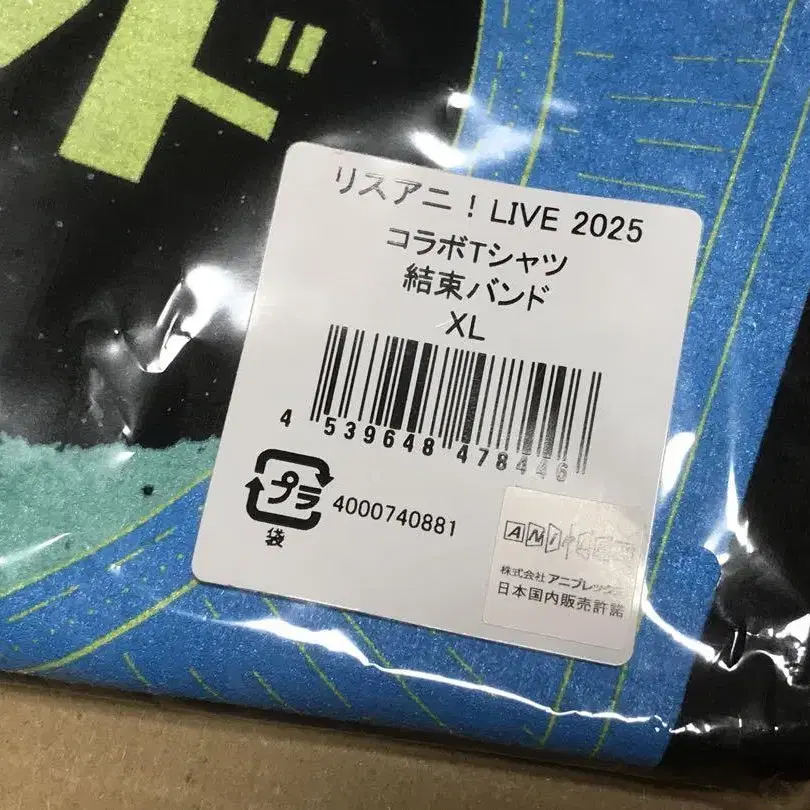 ンド
リスアニ！LIVE 2025
コラボTシャツ
結束バンド
XL
4 539648 478446
プラ
袋
4000740881
株式会社アニプレックス
日本国内販売許諾